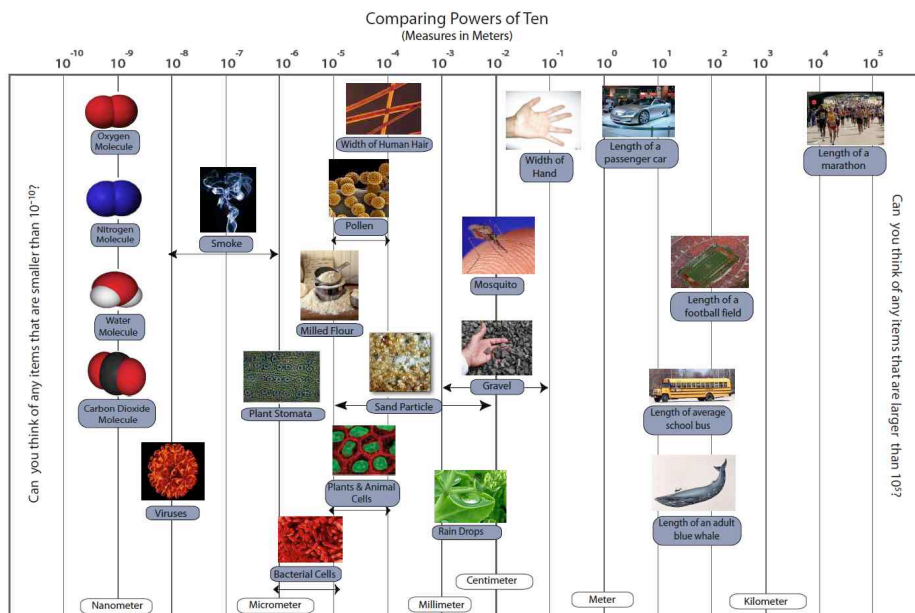 Comparing Powers of Ten
(Measures in Meters)
10-10 10-9 10-8 10-7 10-6 10-5 10-4 10-3 10-2 10-1 100 101 102 103 104 105
Can you think of any items that are smaller than 10-10?
Oxygen
Molecule
Width of Human Hair
Width of
Hand
Length of a
passenger car
Length of a
marathon
Nitrogen
Molecule
Smoke
Pollen
Mosquito
Length of a
football field
Water
Molecule
Milled Flour
Carbon Dioxide
Molecule
Plant Stomata
Sand Particle
Gravel
Length of average
school bus
Viruses
Plants & Animal
Cells
Rain Drops
Length of an adult
blue whale
Bacterial Cells
Nanometer
Micrometer
Millimeter
Centimeter
Meter
Kilometer
Can you think of any items that are larger than 105?